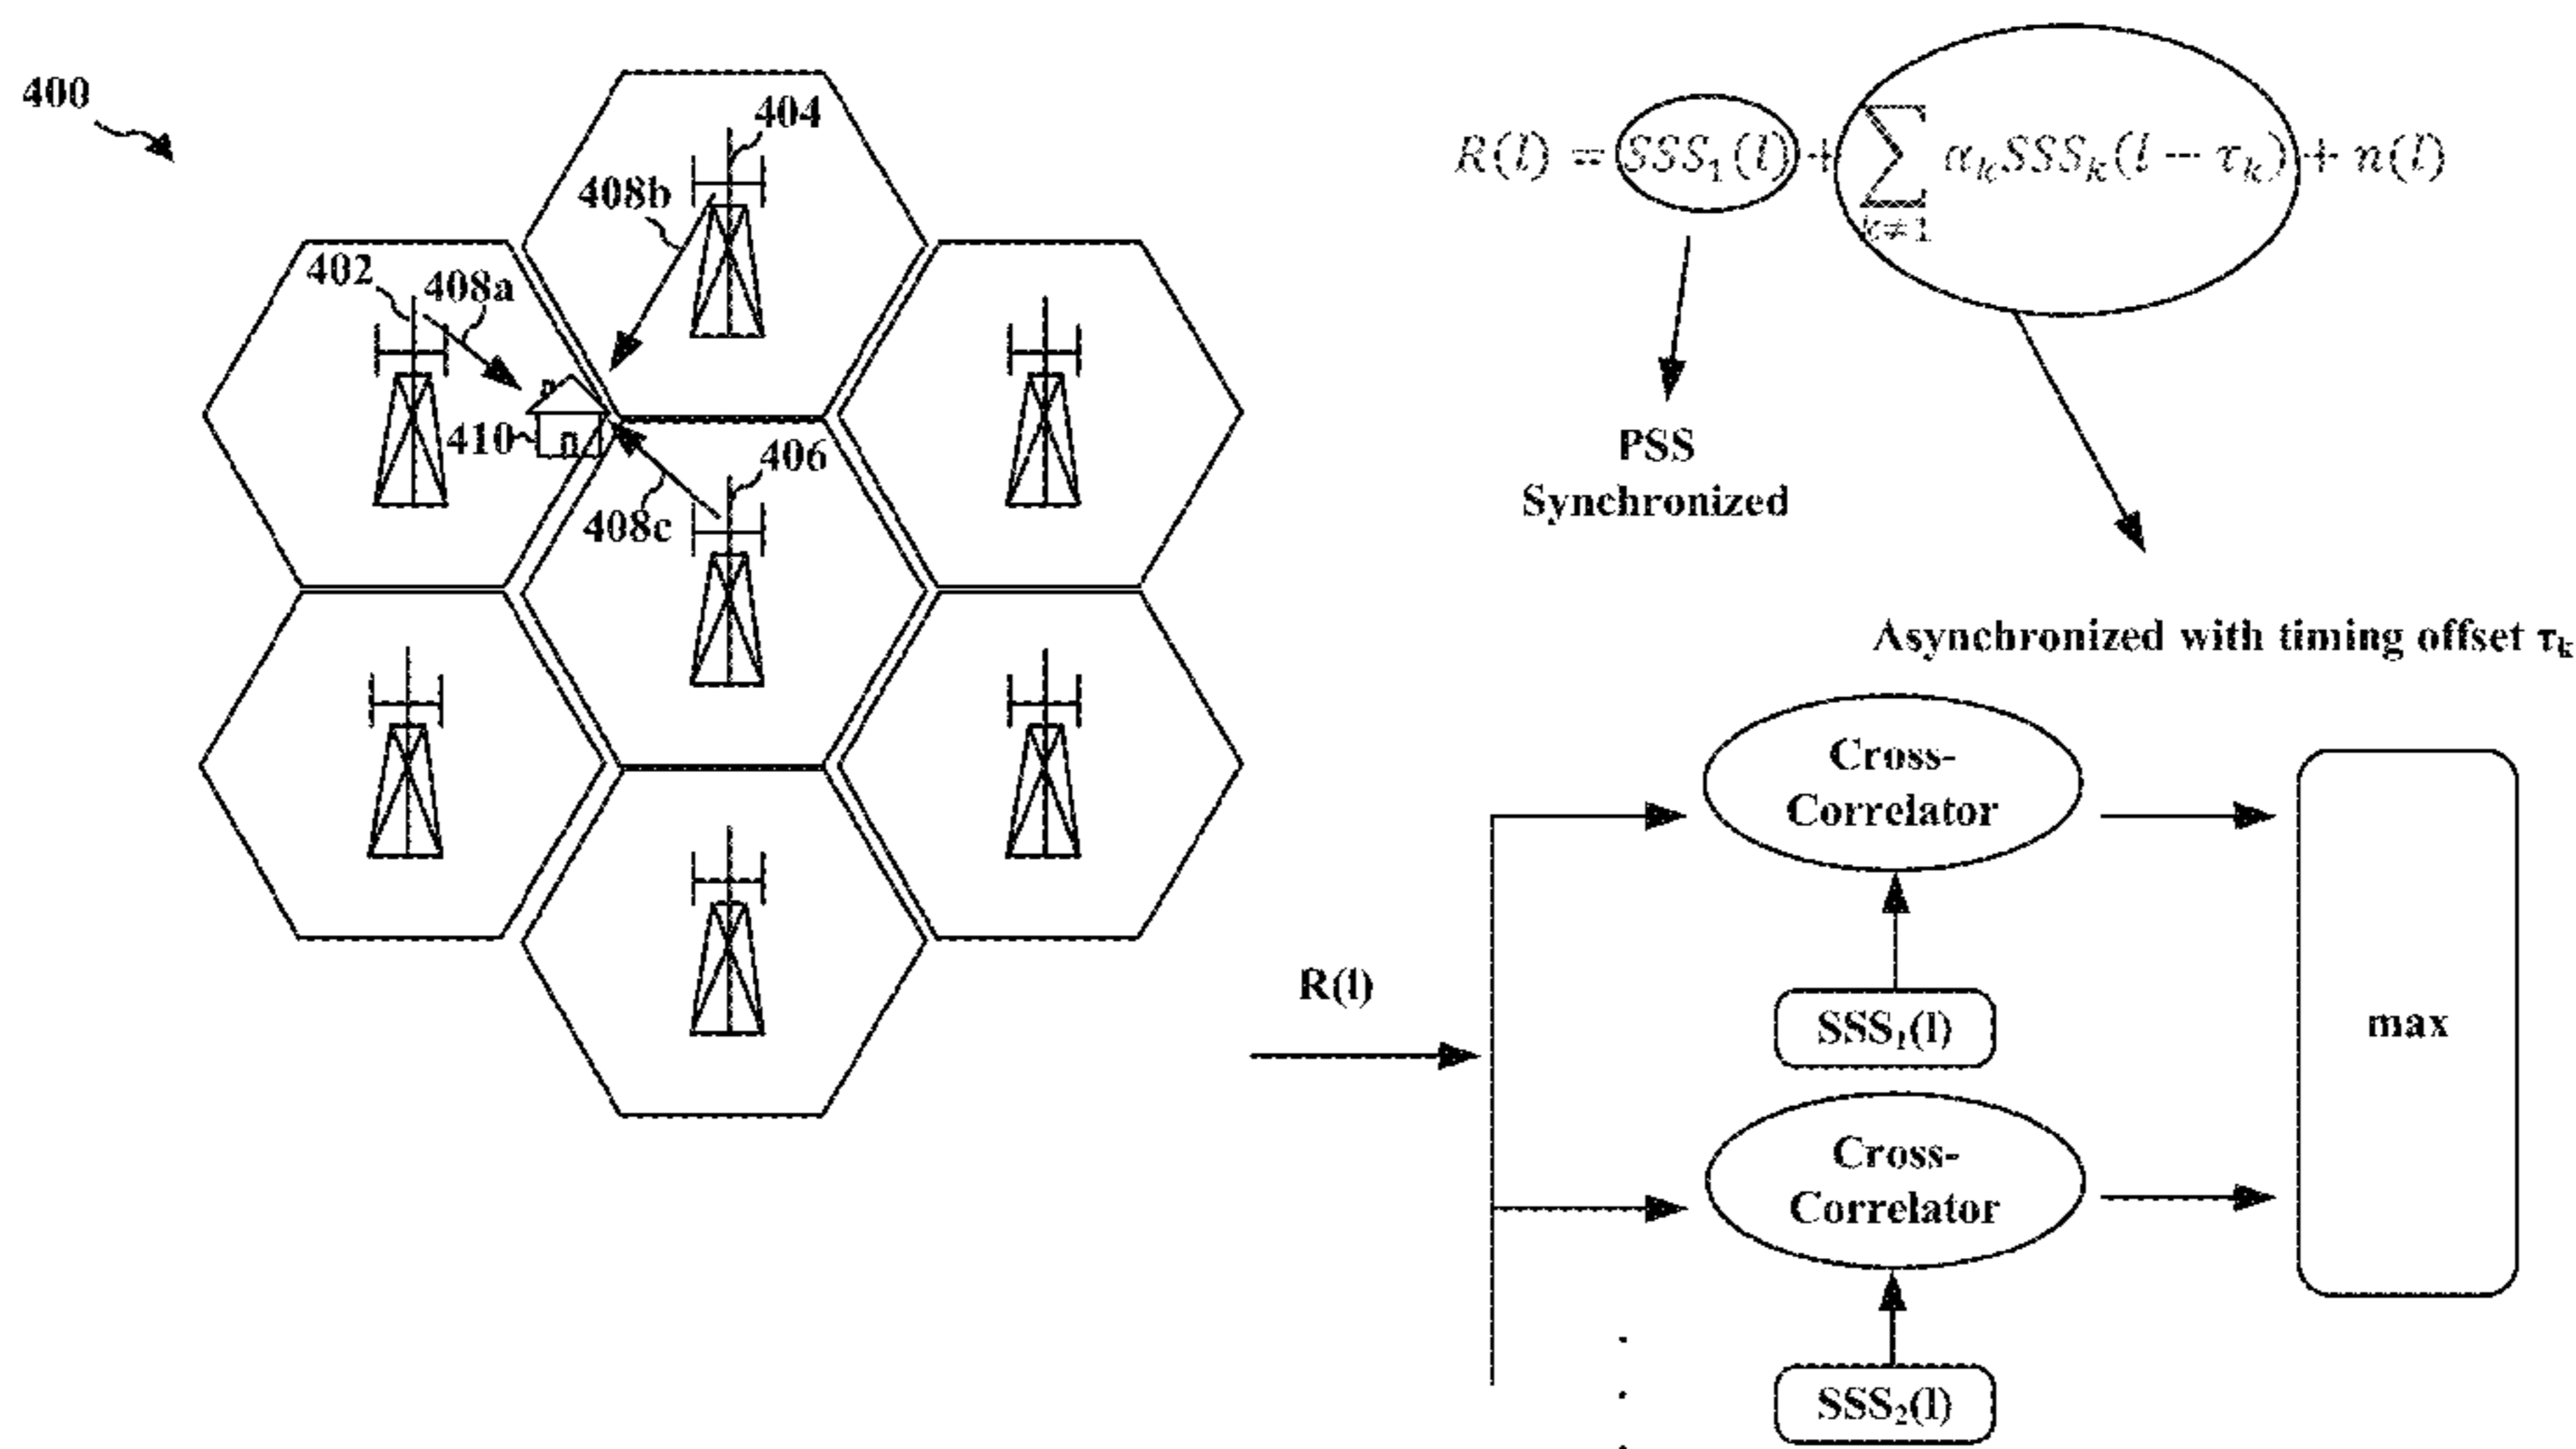 400
404
408b
402
408a
410
406
408c
R(l) = SSS₁(l) + ∑ αₖSSSₖ(l − τₖ) + n(l)
k≠1
PSS
Synchronized
Asynchronized with timing offset τₖ
Cross-
Correlator
R(l)
SSS₁(l)
max
Cross-
Correlator
SSS₂(l)